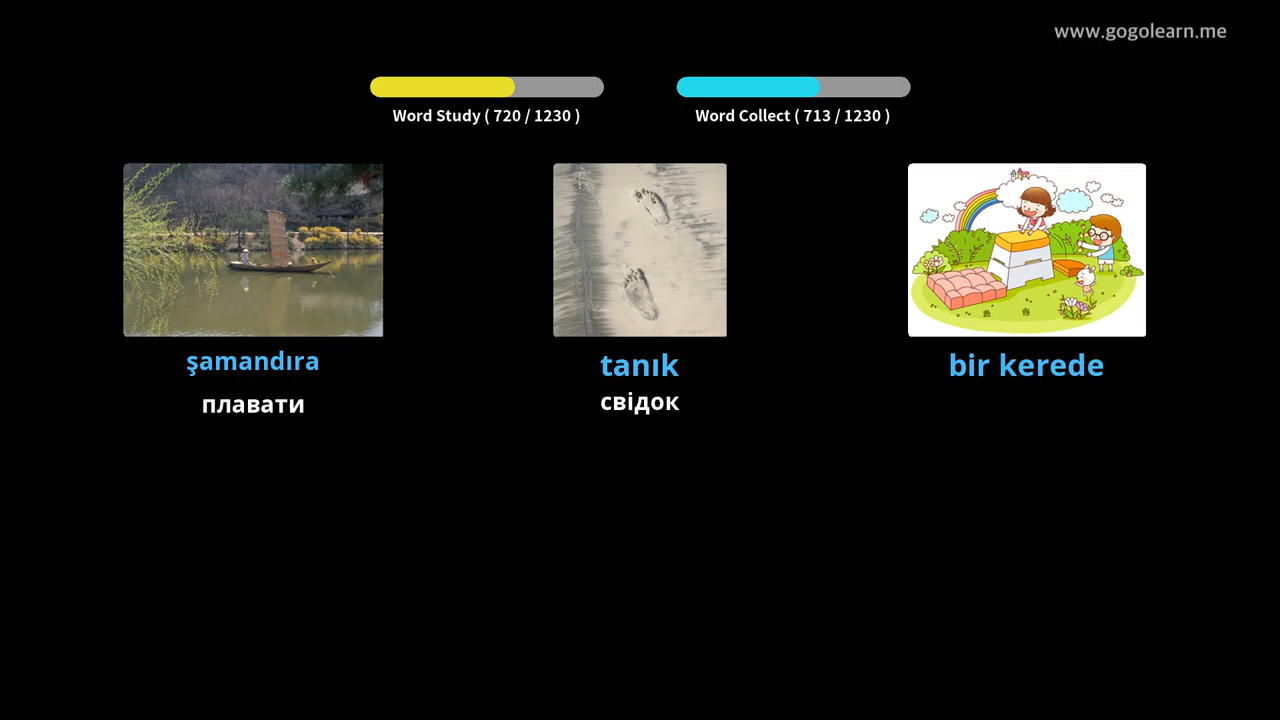 www.gogolearn.me
Word Study ( 720 / 1230 )
Word Collect ( 713 / 1230 )
şamandıra
плавати
tanık
свідок
bir kerede